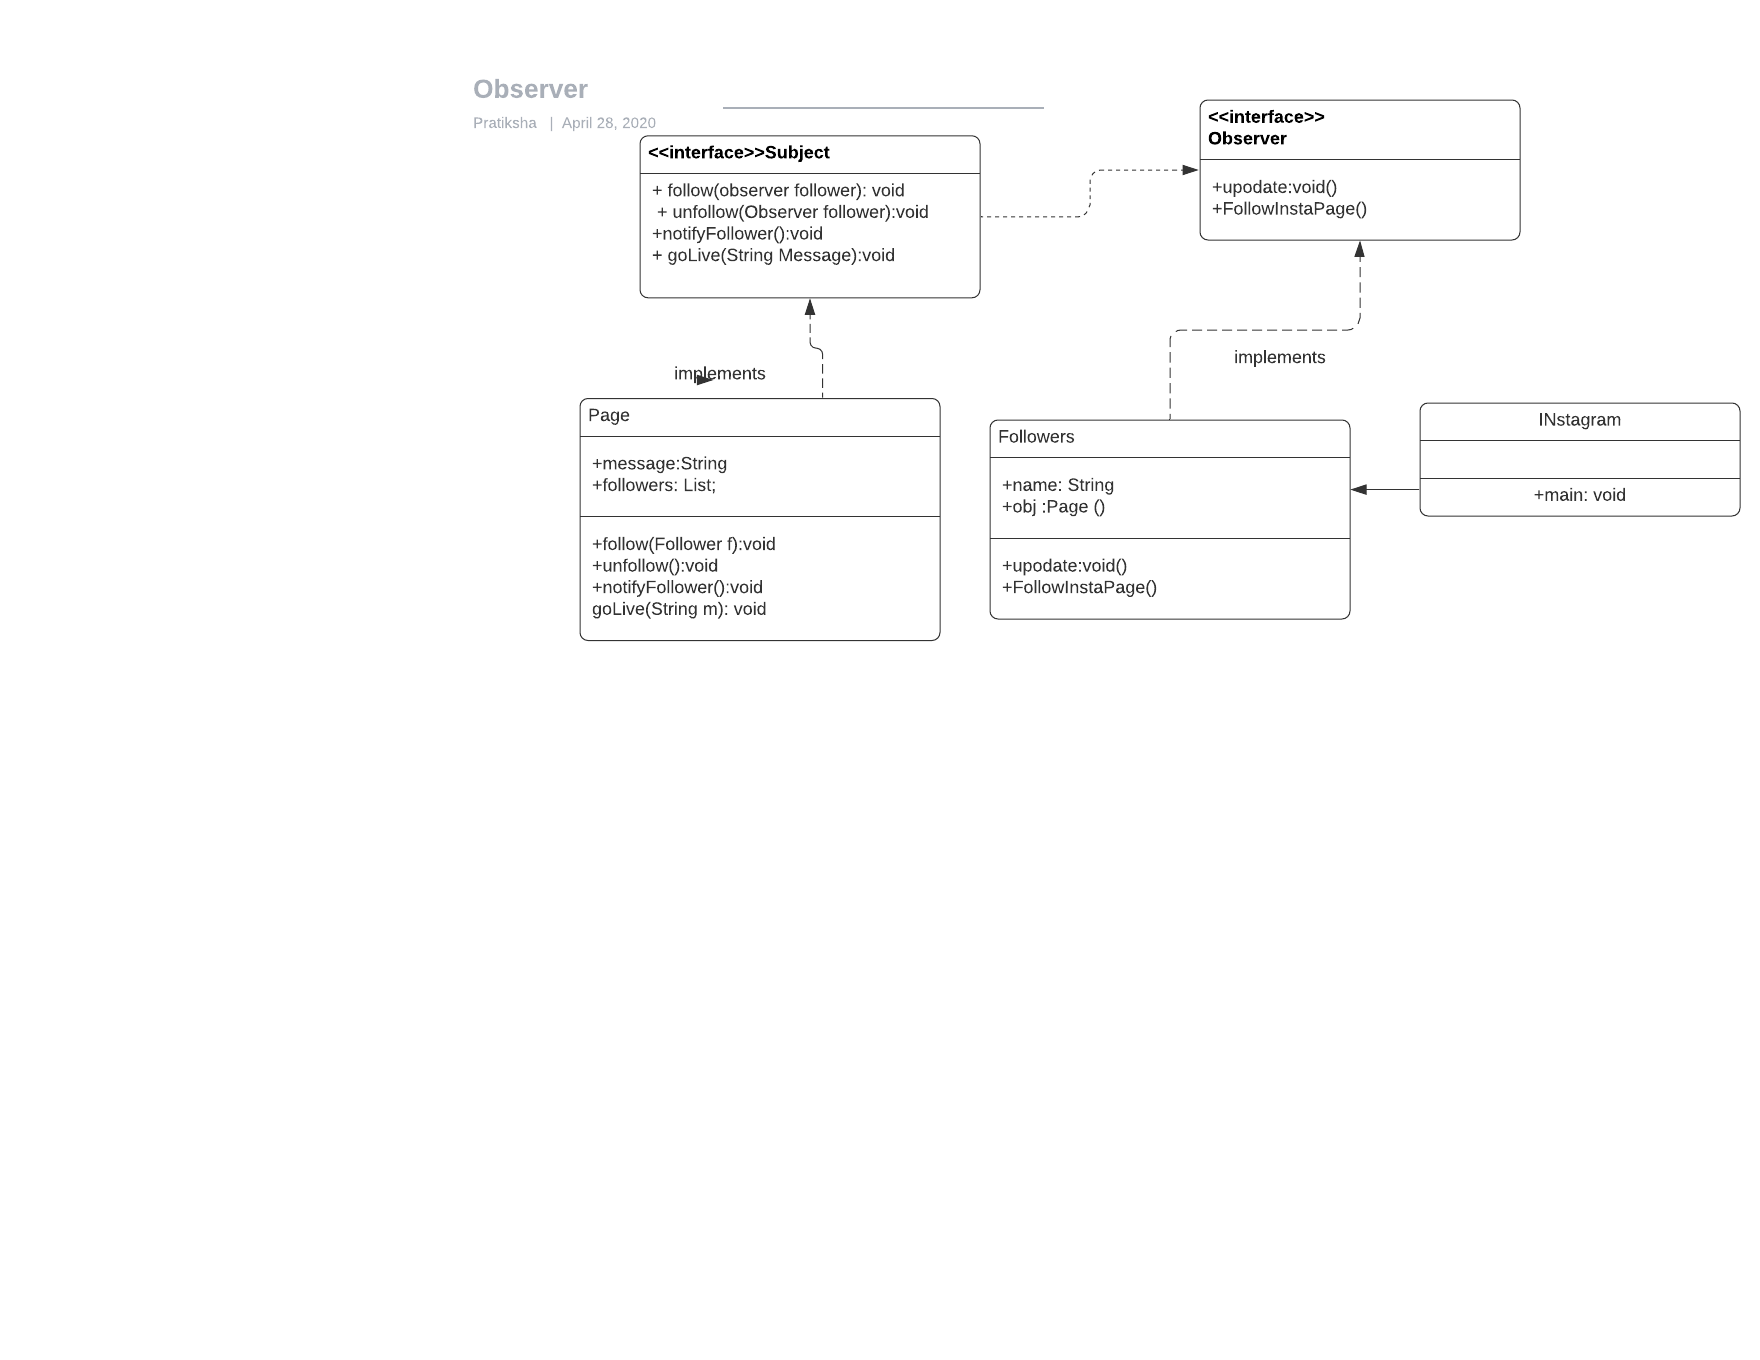 Observer
Pratiksha | April 28, 2020
<<interface>>Subject
+ follow(observer follower): void
+ unfollow(Observer follower):void
+notifyFollower():void
+ goLive(String Message):void
<<interface>>
Observer
+upodate:void()
+FollowInstaPage()
implements
implements
Page
+message:String
+followers: List;
+follow(Follower f):void
+unfollow():void
+notifyFollower():void
goLive(String m): void
Followers
+name: String
+obj :Page ()
+upodate:void()
+FollowInstaPage()
INstagram
+main: void